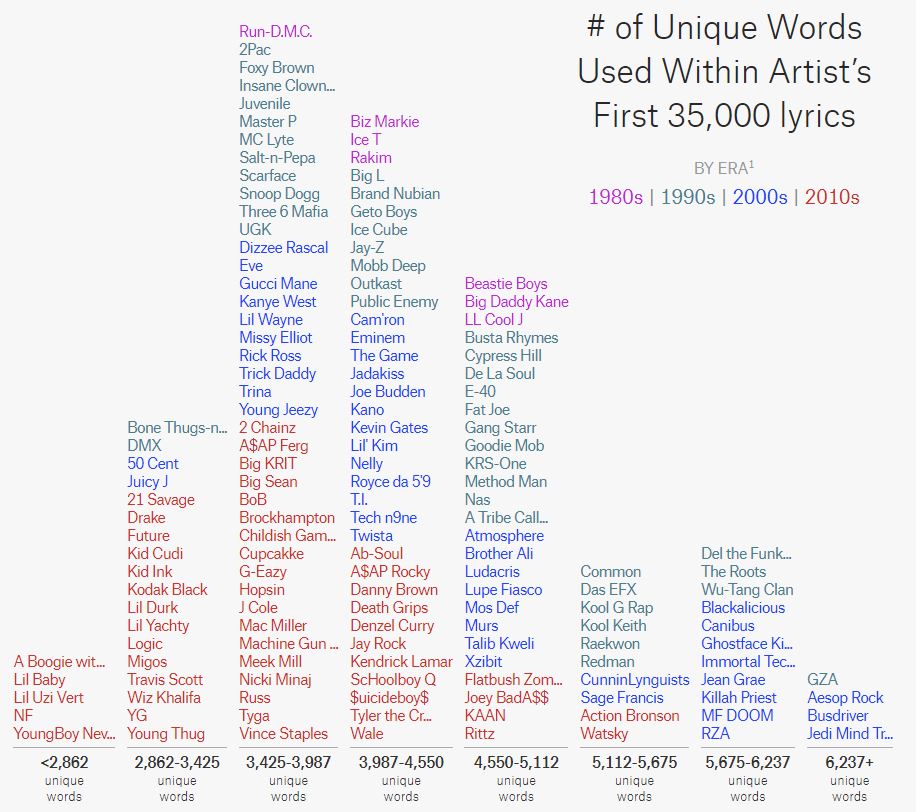 # of Unique Words
Used Within Artist's
First 35,000 lyrics
BY ERA1
1980s | 1990s | 2000s | 2010s
A Boogie wit...
Lil Baby
Lil Uzi Vert
NF
YoungBoy Nev...
<2,862
unique
words
Bone Thugs-n...
DMX
50 Cent
Juicy J
21 Savage
Drake
Future
Kid Cudi
Kid Ink
Kodak Black
Lil Durk
Lil Yachty
Logic
Migos
Travis Scott
Wiz Khalifa
YG
Young Thug
2,862-3,425
unique
words
Run-D.M.C.
2Pac
Foxy Brown
Insane Clown...
Juvenile
Master P
MC Lyte
Salt-n-Pepa
Scarface
Snoop Dogg
Three 6 Mafia
UGK
Dizzee Rascal
Eve
Gucci Mane
Kanye West
Lil Wayne
Missy Elliot
Rick Ross
Trick Daddy
Trina
Young Jeezy
2 Chainz
A$AP Ferg
Big KRIT
Big Sean
BoB
Brockhampton
Childish Gam...
Cupcakke
G-Eazy
Hopsin
J Cole
Mac Miller
Machine Gun ...
Meek Mill
Nicki Minaj
Russ
Tyga
Vince Staples
3,425-3,987
unique
words
Biz Markie
Ice T
Rakim
Big L
Brand Nubian
Geto Boys
Ice Cube
Jay-Z
Mobb Deep
Outkast
Public Enemy
Cam'ron
Eminem
The Game
Jadakiss
Joe Budden
Kano
Kevin Gates
Lil' Kim
Nelly
Royce da 5'9
T.I.
Tech n9ne
Twista
Ab-Soul
A$AP Rocky
Danny Brown
Death Grips
Denzel Curry
Jay Rock
Kendrick Lamar
ScHoolboy Q
$uicideboy$
Tyler the Cr...
Wale
3,987-4,550
unique
words
Beastie Boys
Big Daddy Kane
LL Cool J
Busta Rhymes
Cypress Hill
De La Soul
E-40
Fat Joe
Gang Starr
Goodie Mob
KRS-One
Method Man
Nas
A Tribe Call...
Atmosphere
Brother Ali
Ludacris
Lupe Fiasco
Mos Def
Murs
Talib Kweli
Xzibit
Flatbush Zom...
Joey BadA$$
KAAN
Rittz
4,550-5,112
unique
words
Common
Das EFX
Kool G Rap
Kool Keith
Raekwon
Redman
CunninLynguists
Sage Francis
Action Bronson
Watsky
5,112-5,675
unique
words
Del the Funk...
The Roots
Wu-Tang Clan
Blackalicious
Canibus
Ghostface Ki...
Immortal Tec...
Jean Grae
Killah Priest
MF DOOM
RZA
5,675-6,237
unique
words
GZA
Aesop Rock
Busdriver
Jedi Mind Tr...
6,237+
unique
words